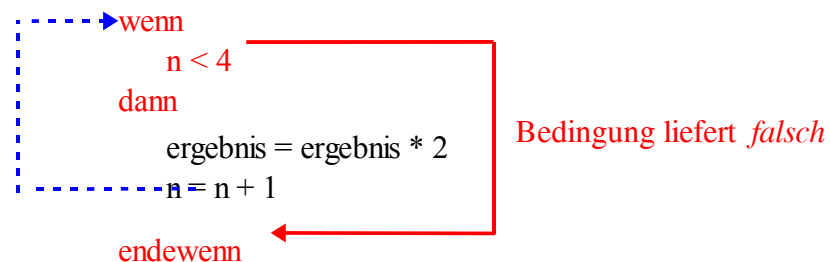 wenn
n < 4
dann
ergebnis = ergebnis * 2
n = n + 1
endewenn
Bedingung liefert falsch